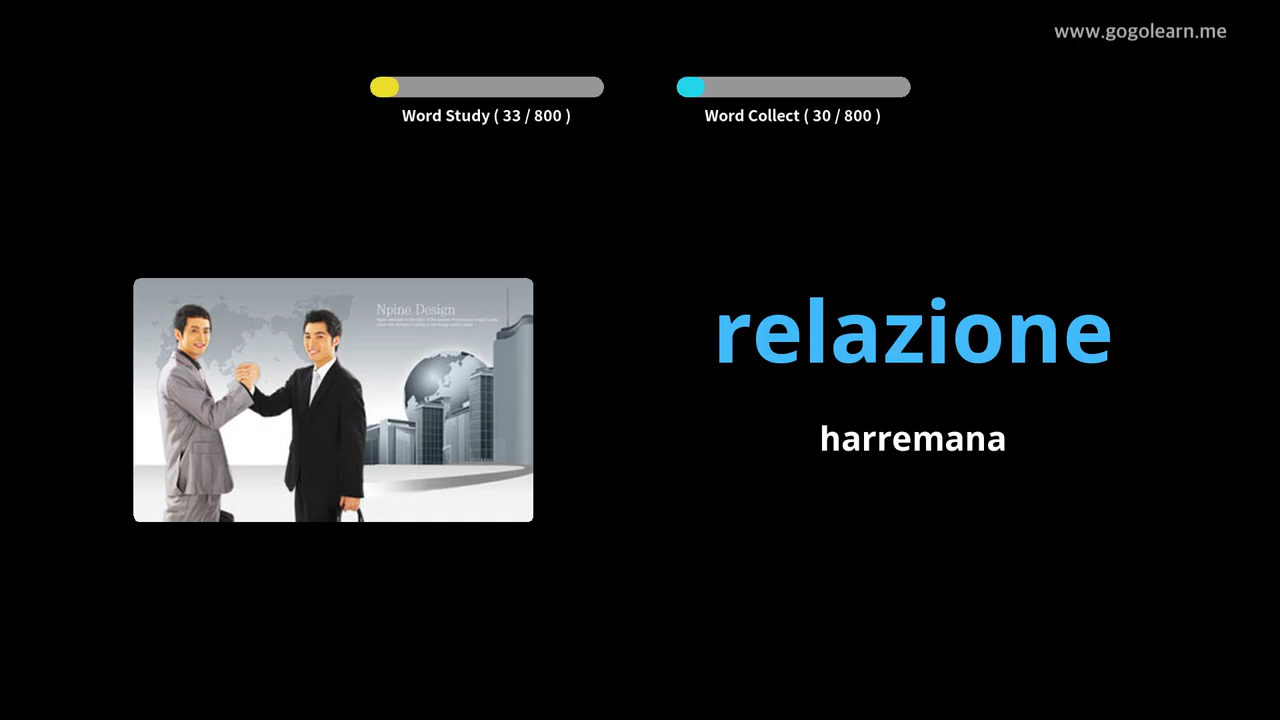 www.gogolearn.me
Word Study ( 33 / 800 )
Word Collect ( 30 / 800 )
Npine Design
relazione
harremana